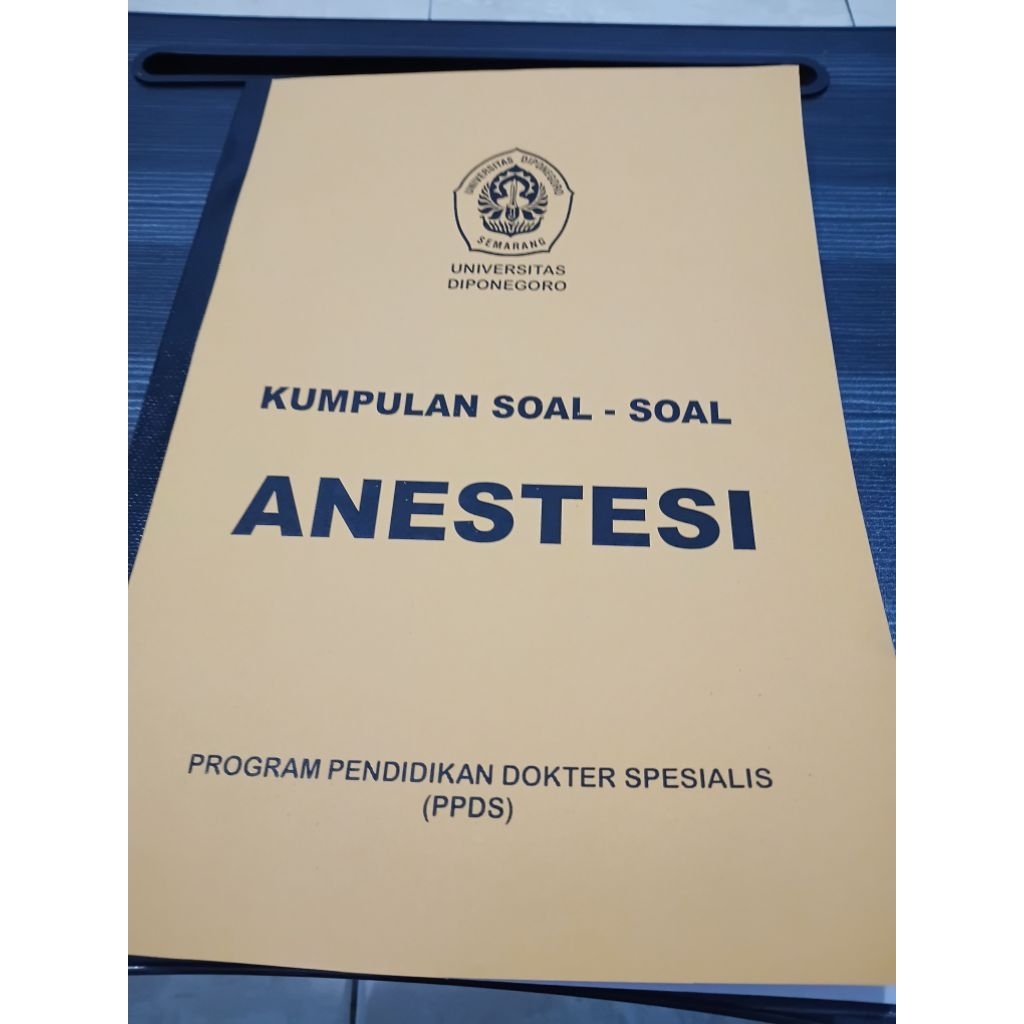 UNIVERSITAS DIPONEGORO
SEMARANG
UNIVERSITAS
DIPONEGORO
KUMPULAN SOAL - SOAL
ANESTESI
PROGRAM PENDIDIKAN DOKTER SPESIALIS
(PPDS)